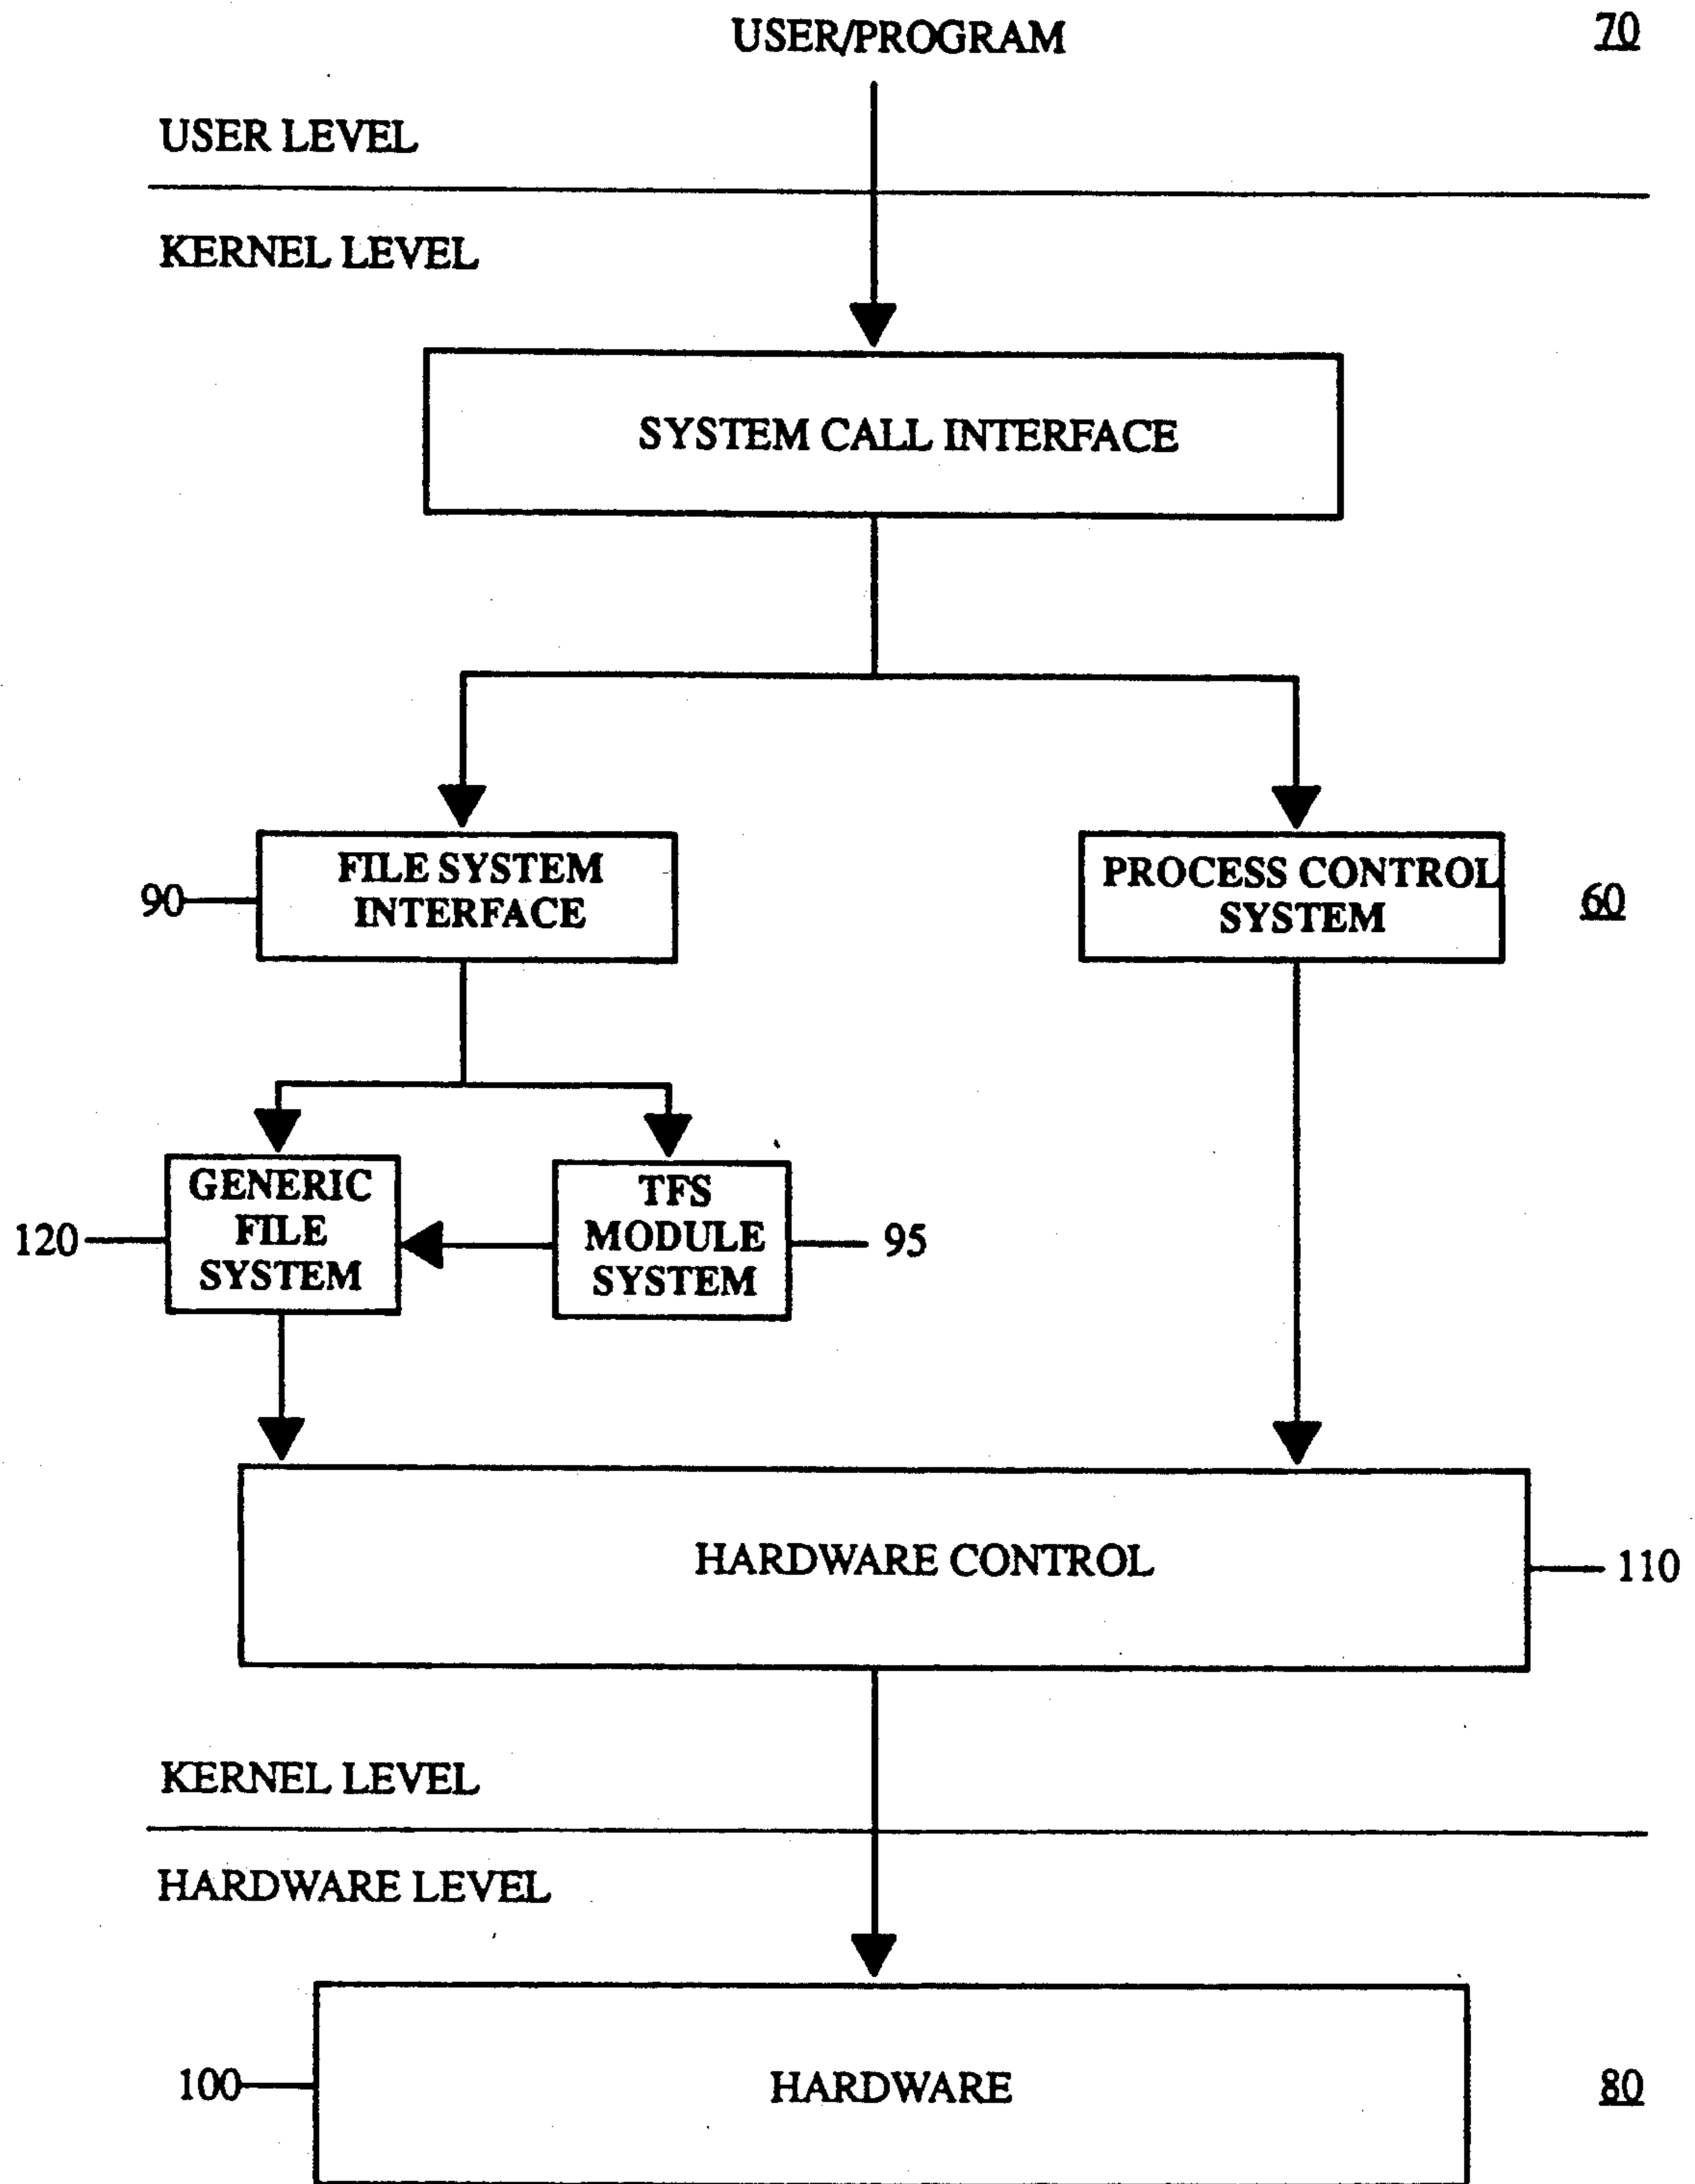 USER/PROGRAM
70
USER LEVEL
KERNEL LEVEL
SYSTEM CALL INTERFACE
FILE SYSTEM
INTERFACE
90
PROCESS CONTROL
SYSTEM
60
GENERIC
FILE
SYSTEM
120
TFS
MODULE
SYSTEM
95
HARDWARE CONTROL
110
KERNEL LEVEL
HARDWARE LEVEL
100
HARDWARE
80